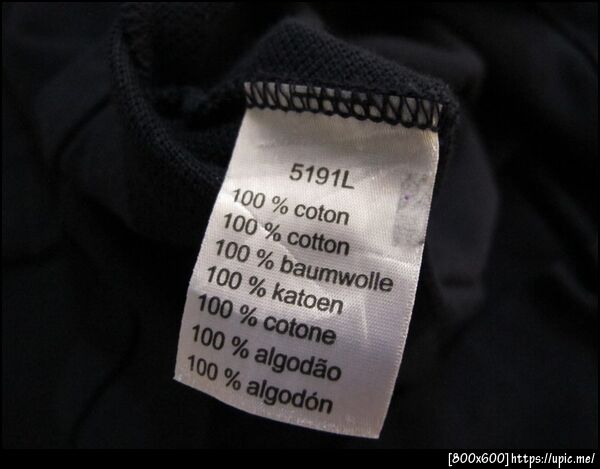 5191L
100 % coton
100 % cotton
100 % baumwolle
100 % katoen
100 % cotone
100 % algodão
100 % algodón
[800x600]https://upic.me/